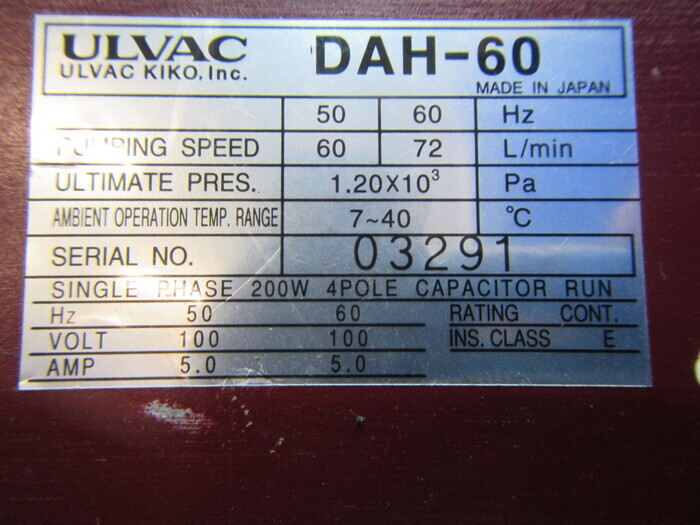 ULVAC DAH-60
ULVAC KIKO, Inc. MADE IN JAPAN
50 60 Hz
PUMPING SPEED 60 72 L/min
ULTIMATE PRES. 1.20X10³ Pa
AMBIENT OPERATION TEMP. RANGE 7~40 ℃
SERIAL NO. 03291
SINGLE PHASE 200W 4POLE CAPACITOR RUN
Hz 50 60 RATING CONT.
VOLT 100 100 INS. CLASS E
AMP 5.0 5.0